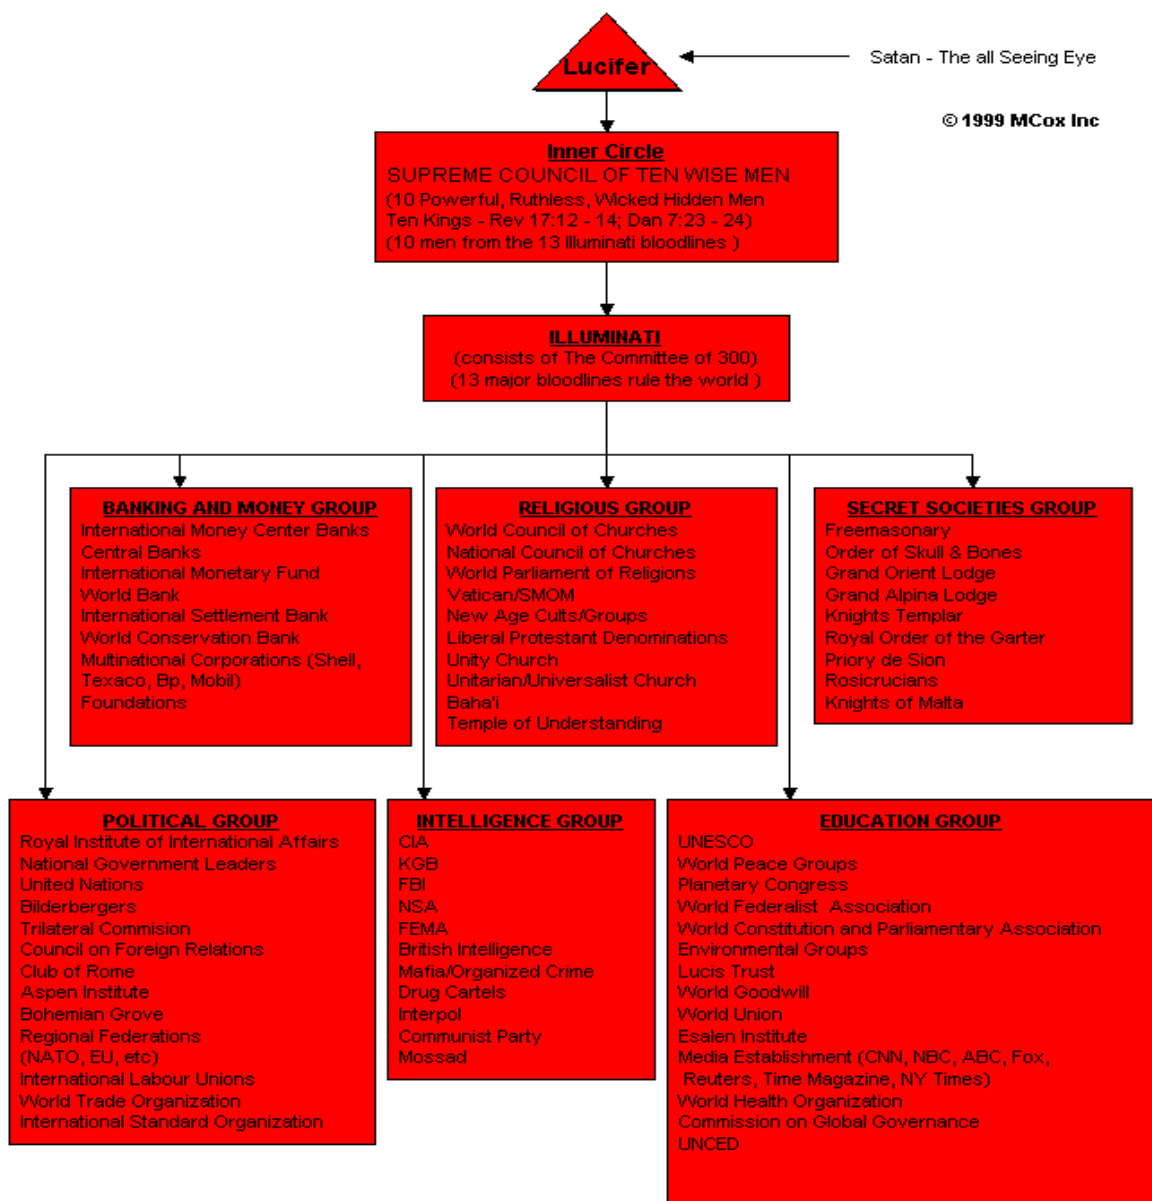 Lucifer
Satan - The all Seeing Eye
© 1999 MCox Inc
Inner Circle
SUPREME COUNCIL OF TEN WISE MEN
(10 Powerful, Ruthless, Wicked Hidden Men
Ten Kings - Rev 17:12 - 14; Dan 7:23 - 24)
(10 men from the 13 Illuminati bloodlines )
ILLUMINATI
(consists of The Committee of 300)
(13 major bloodlines rule the world )
BANKING AND MONEY GROUP
International Money Center Banks
Central Banks
International Monetary Fund
World Bank
International Settlement Bank
World Conservation Bank
Multinational Corporations (Shell,
Texaco, Bp, Mobil)
Foundations
RELIGIOUS GROUP
World Council of Churches
National Council of Churches
World Parliament of Religions
Vatican/SMOM
New Age Cults/Groups
Liberal Protestant Denominations
Unity Church
Unitarian/Universalist Church
Baha'i
Temple of Understanding
SECRET SOCIETIES GROUP
Freemasonary
Order of Skull & Bones
Grand Orient Lodge
Grand Alpina Lodge
Knights Templar
Royal Order of the Garter
Priory de Sion
Rosicrucians
Knights of Malta
POLITICAL GROUP
Royal Institute of International Affairs
National Government Leaders
United Nations
Bilderbergers
Trilateral Commision
Council on Foreign Relations
Club of Rome
Aspen Institute
Bohemian Grove
Regional Federations
(NATO, EU, etc)
International Labour Unions
World Trade Organization
International Standard Organization
INTELLIGENCE GROUP
CIA
KGB
FBI
NSA
FEMA
British Intelligence
Mafia/Organized Crime
Drug Cartels
Interpol
Communist Party
Mossad
EDUCATION GROUP
UNESCO
World Peace Groups
Planetary Congress
World Federalist Association
World Constitution and Parliamentary Association
Environmental Groups
Lucis Trust
World Goodwill
World Union
Esalen Institute
Media Establishment (CNN, NBC, ABC, Fox,
Reuters, Time Magazine, NY Times)
World Health Organization
Commission on Global Governance
UNCED